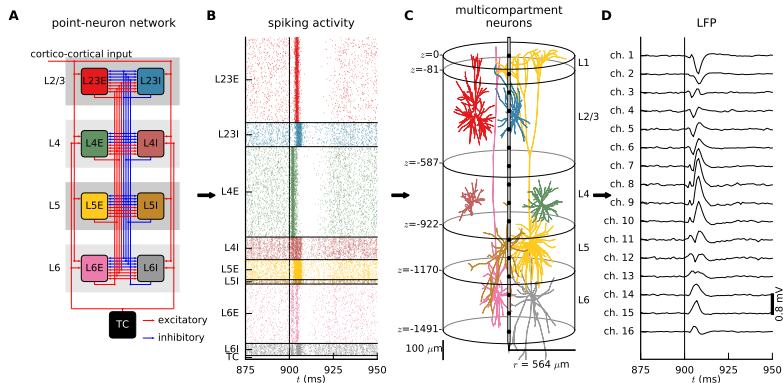 A
point-neuron network
cortico-cortical input
L2/3
L23E
L23I
L4
L4E
L4I
L5
L5E
L5I
L6
L6E
L6I
TC
excitatory
inhibitory
B
spiking activity
L23E
L23I
L4E
L4I
L5E
L5I
L6E
L6I
TC
875
900
925
950
t (ms)
C
multicompartment
neurons
z=0
z=-81
z=-587
z=-922
z=-1170
z=-1491
L1
L2/3
L4
L5
L6
100 μm
r = 564 μm
D
LFP
ch. 1
ch. 2
ch. 3
ch. 4
ch. 5
ch. 6
ch. 7
ch. 8
ch. 9
ch. 10
ch. 11
ch. 12
ch. 13
ch. 14
ch. 15
ch. 16
0.8 mV
875
900
925
950
t (ms)